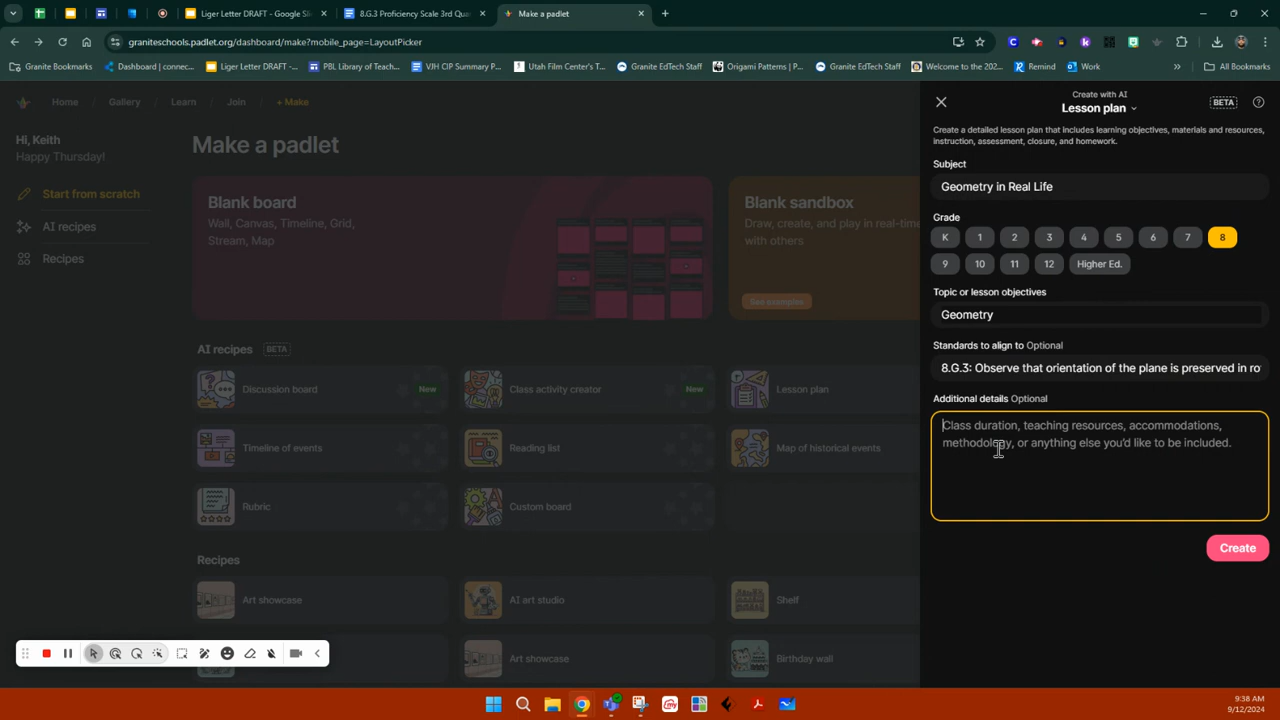 Liger Letter DRAFT - Google Sli
8.G.3 Proficiency Scale 3rd Qua
Make a padlet
graniteschools.padlet.org/dashboard/make?mobile_page=LayoutPicker
Granite Bookmarks
Dashboard | connec...
Liger Letter DRAFT -...
PBL Library of Teach...
VJH CIP Summary P...
Utah Film Center's T...
Granite EdTech Staff
Origami Patterns | P...
Granite EdTech Staff
Welcome to the 202...
Remind
Work
All Bookmarks
Home
Gallery
Learn
Join
+ Make
Hi, Keith
Happy Thursday!
Start from scratch
AI recipes
Recipes
Make a padlet
Blank board
Wall, Canvas, Timeline, Grid,
Stream, Map
Blank sandbox
Draw, create, and play in real-time
with others
See examples
AI recipes BETA
Discussion board
New
Class activity creator
New
Lesson plan
Timeline of events
Reading list
Map of historical events
Rubric
Custom board
Recipes
Art showcase
AI art studio
Shelf
Art showcase
Birthday wall
Create with AI
Lesson plan
BETA
Create a detailed lesson plan that includes learning objectives, materials and resources,
instruction, assessment, closure, and homework.
Subject
Geometry in Real Life
Grade
K 1 2 3 4 5 6 7 8
9 10 11 12 Higher Ed.
Topic or lesson objectives
Geometry
Standards to align to Optional
8.G.3: Observe that orientation of the plane is preserved in ro
Additional details Optional
Class duration, teaching resources, accommodations,
methodology, or anything else you'd like to be included.
Create
9:38 AM
9/12/2024